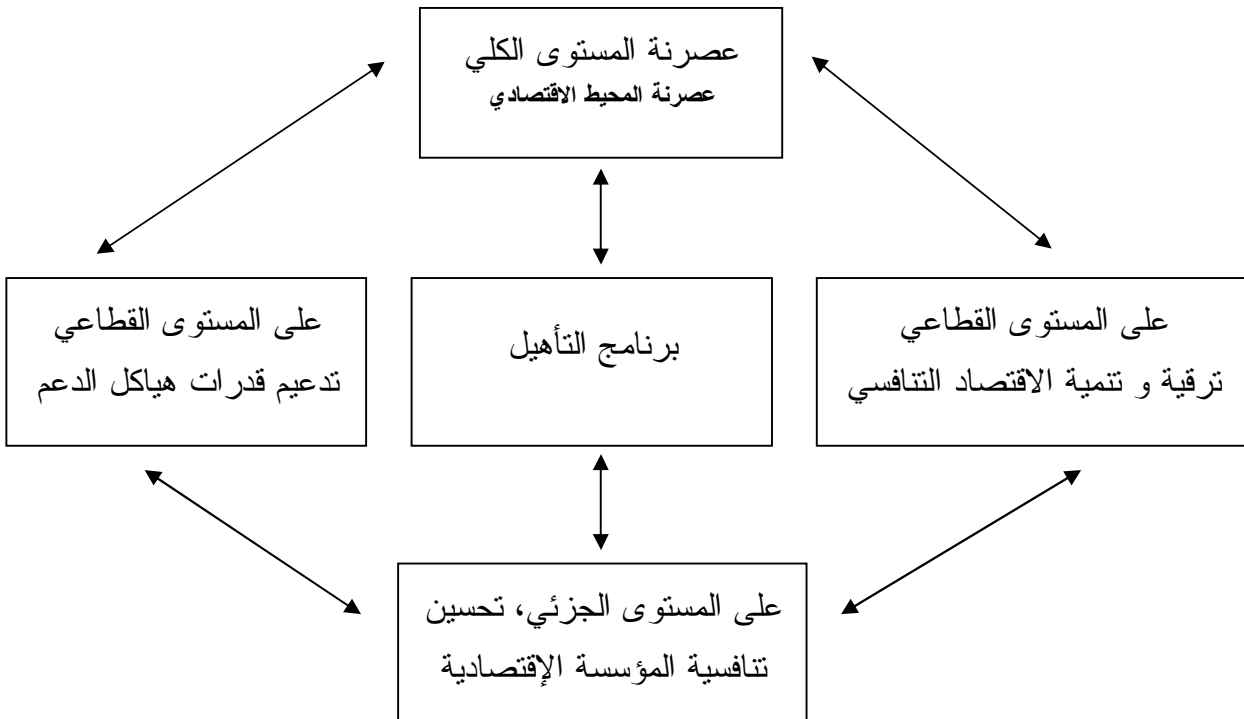 عصرنة المستوى الكلي
عصرنة المحيط الاقتصادي
على المستوى القطاعي
ترقية و تنمية الاقتصاد التنافسي
برنامج التأهيل
على المستوى القطاعي
تدعيم قدرات هياكل الدعم
على المستوى الجزئي، تحسين
تنافسية المؤسسة الإقتصادية